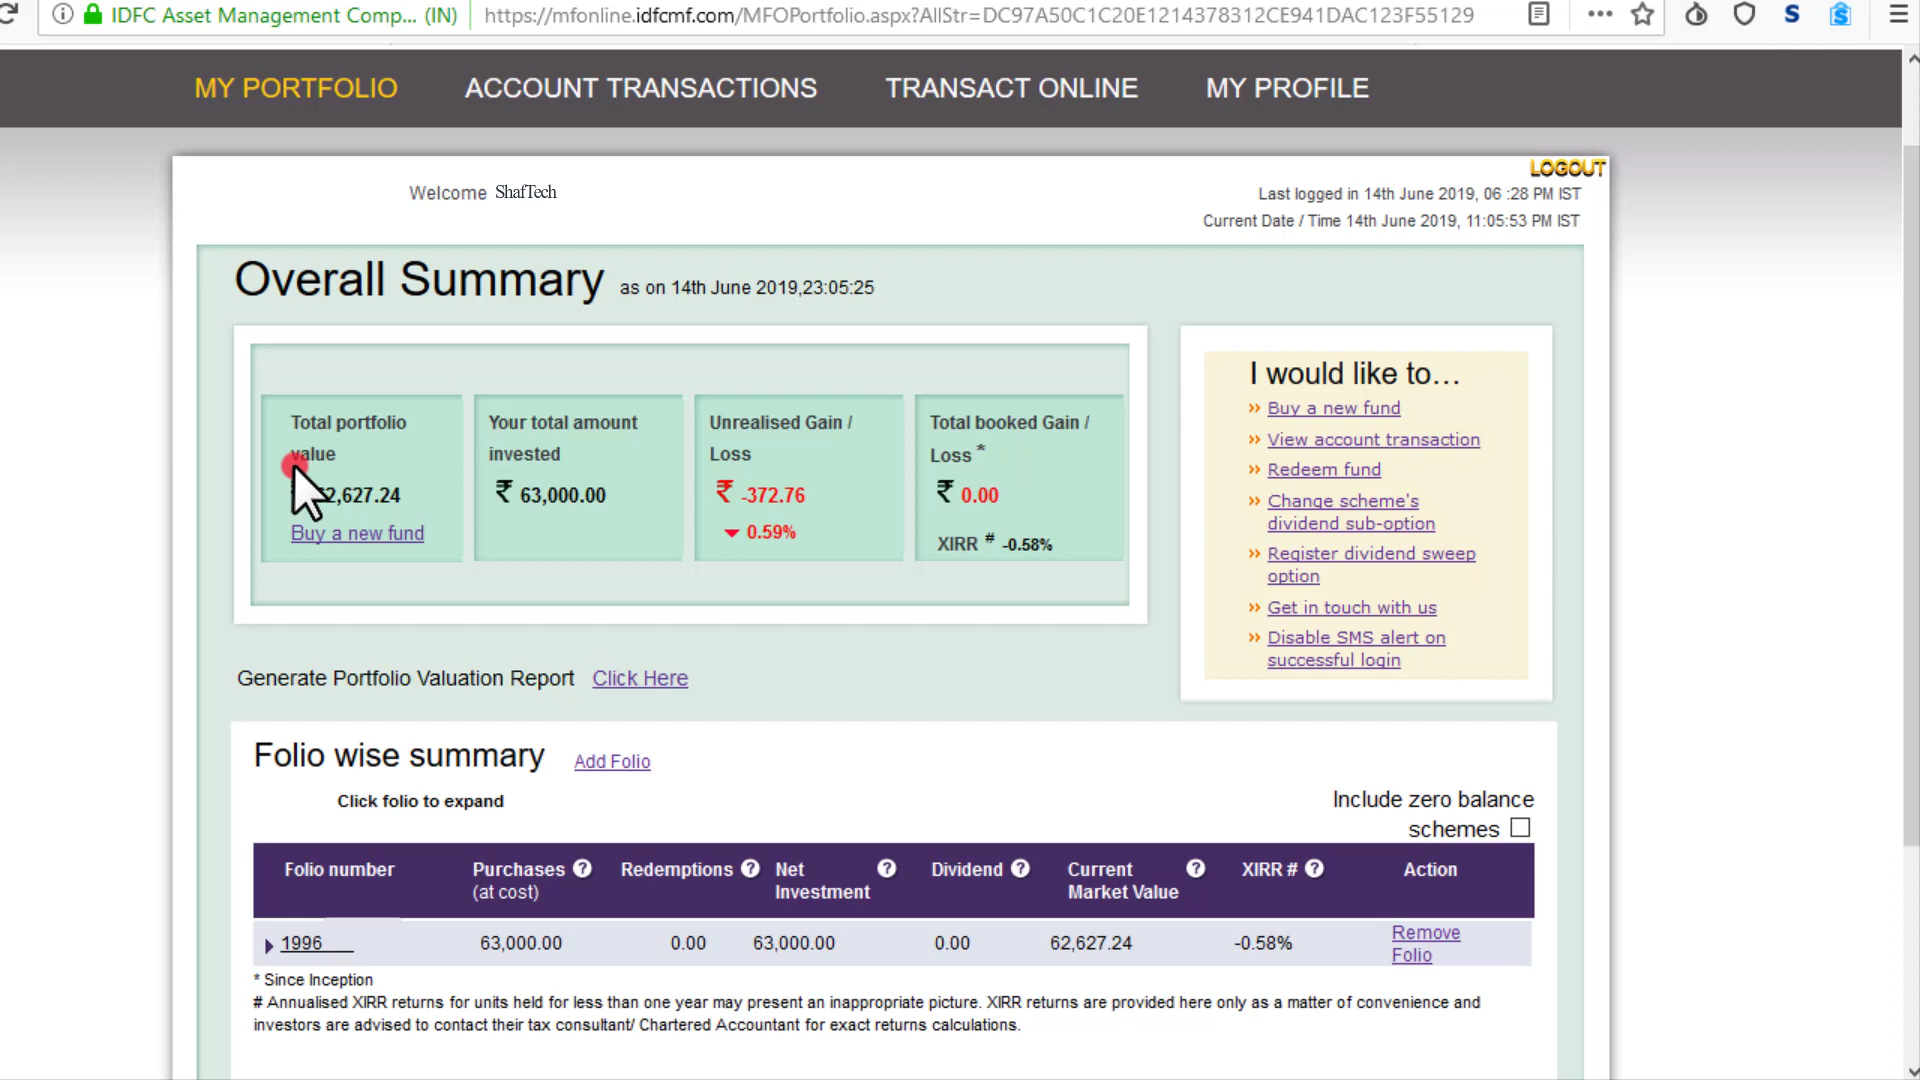 IDFC Asset Management Comp... (IN) https://mfonline.idfcmf.com/MFOPortfolio.aspx?AllStr=DC97A50C1C20E1214378312CE941DAC123F55129
MY PORTFOLIO ACCOUNT TRANSACTIONS TRANSACT ONLINE MY PROFILE
LOGOUT
Welcome ShafTech
Last logged in 14th June 2019, 06 :28 PM IST
Current Date / Time 14th June 2019, 11:05:53 PM IST
Overall Summary as on 14th June 2019,23:05:25
Total portfolio
value
2,627.24
Buy a new fund
Your total amount
invested
₹ 63,000.00
Unrealised Gain /
Loss
₹ -372.76
0.59%
Total booked Gain /
Loss *
₹ 0.00
XIRR # -0.58%
I would like to...
» Buy a new fund
» View account transaction
» Redeem fund
» Change scheme's
dividend sub-option
» Register dividend sweep
option
» Get in touch with us
» Disable SMS alert on
successful login
Generate Portfolio Valuation Report Click Here
Folio wise summary Add Folio
Click folio to expand
Include zero balance
schemes
Folio number Purchases ? Redemptions ? Net ? Dividend ? Current ? XIRR # ? Action
(at cost) Investment Market Value
1996 63,000.00 0.00 63,000.00 0.00 62,627.24 -0.58% Remove
Folio
* Since Inception
# Annualised XIRR returns for units held for less than one year may present an inappropriate picture. XIRR returns are provided here only as a matter of convenience and
investors are advised to contact their tax consultant/ Chartered Accountant for exact returns calculations.